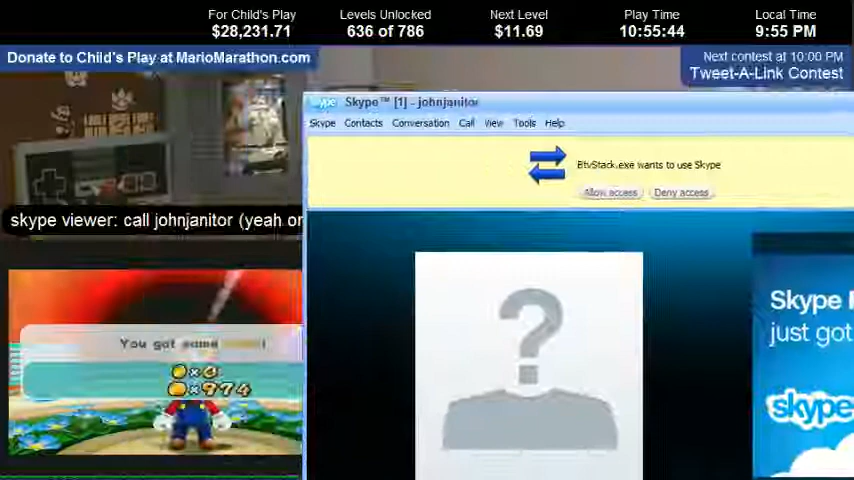 For Child's Play
$28,231.71
Levels Unlocked
636 of 786
Next Level
$11.69
Play Time
10:55:44
Local Time
9:55 PM
Donate to Child's Play at MarioMarathon.com
Next contest at 10:00 PM
Tweet-A-Link Contest
Skype™ [1] - johnjanitor
Skype Contacts Conversation Call View Tools Help
BtvStack.exe wants to use Skype
Allow access Deny access
skype viewer: call johnjanitor (yeah or
You got some
×974
Skype
just got
skype